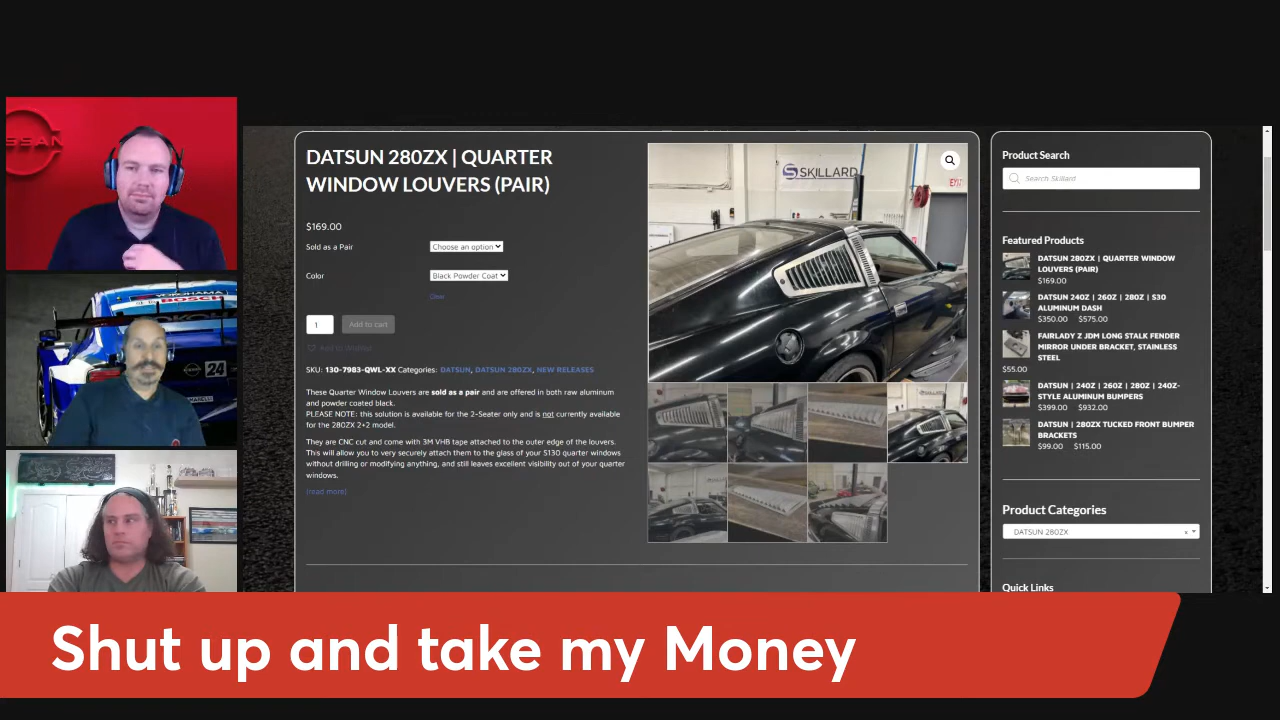 NISSAN
YOKOHAMA
BOSCH
24
DATSUN 280ZX | QUARTER
WINDOW LOUVERS (PAIR)
$169.00
Sold as a Pair
Choose an option
Color
Black Powder Coat
Clear
1
Add to cart
Add to Wishlist
SKU: 130-7983-QWL-XX Categories: DATSUN, DATSUN 280ZX, NEW RELEASES
These Quarter Window Louvers are sold as a pair and are offered in both raw aluminum
and powder coated black.
PLEASE NOTE: this solution is available for the 2-Seater only and is not currently available
for the 280ZX 2+2 model.
They are CNC cut and come with 3M VHB tape attached to the outer edge of the louvers.
This will allow you to very securely attach them to the glass of your S130 quarter windows
without drilling or modifying anything, and still leaves excellent visibility out of your quarter
windows.
[read more]
SKILLARD
EXIT
Product Search
Search Skillard
Featured Products
DATSUN 280ZX | QUARTER WINDOW
LOUVERS (PAIR)
$169.00
DATSUN 240Z | 260Z | 280Z | S30
ALUMINUM DASH
$350.00 $575.00
FAIRLADY Z JDM LONG STALK FENDER
MIRROR UNDER BRACKET, STAINLESS
STEEL
$55.00
DATSUN | 240Z | 260Z | 280Z | 240Z-
STYLE ALUMINUM BUMPERS
$399.00 $932.00
DATSUN | 280ZX TUCKED FRONT BUMPER
BRACKETS
$99.00 $115.00
Product Categories
DATSUN 280ZX
×
Quick Links
Shut up and take my Money